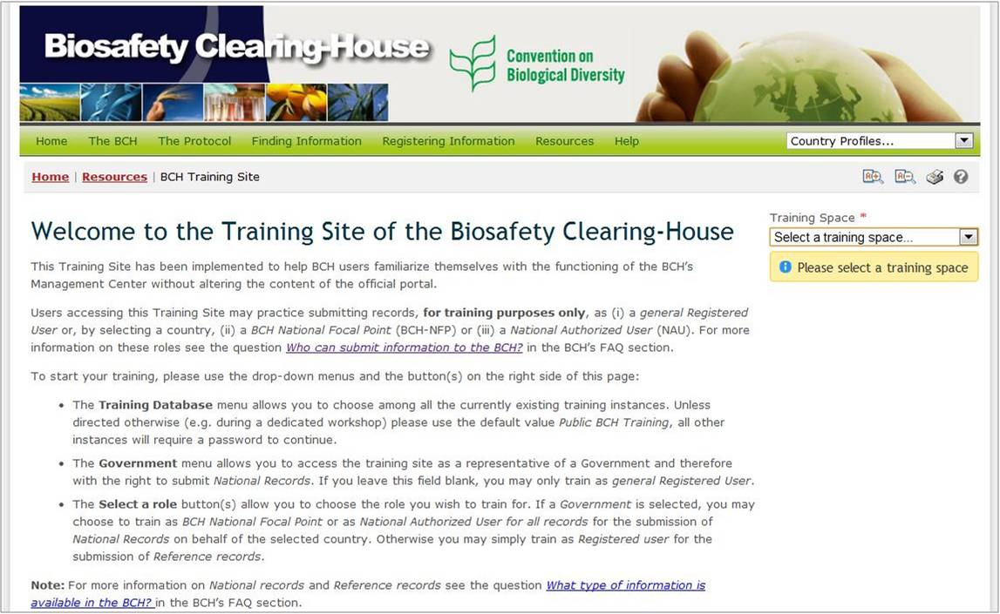 Biosafety Clearing-House
Convention on
Biological Diversity
Home The BCH The Protocol Finding Information Registering Information Resources Help Country Profiles...
Home | Resources | BCH Training Site
Training Space *
Select a training space...
Please select a training space
Welcome to the Training Site of the Biosafety Clearing-House
This Training Site has been implemented to help BCH users familiarize themselves with the functioning of the BCH's
Management Center without altering the content of the official portal.
Users accessing this Training Site may practice submitting records, for training purposes only, as (i) a general Registered
User or, by selecting a country, (ii) a BCH National Focal Point (BCH-NFP) or (iii) a National Authorized User (NAU). For more
information on these roles see the question Who can submit information to the BCH? in the BCH's FAQ section.
To start your training, please use the drop-down menus and the button(s) on the right side of this page:
• The Training Database menu allows you to choose among all the currently existing training instances. Unless
directed otherwise (e.g. during a dedicated workshop) please use the default value Public BCH Training, all other
instances will require a password to continue.
• The Government menu allows you to access the training site as a representative of a Government and therefore
with the right to submit National Records. If you leave this field blank, you may only train as general Registered User.
• The Select a role button(s) allow you to choose the role you wish to train for. If a Government is selected, you may
choose to train as BCH National Focal Point or as National Authorized User for all records for the submission of
National Records on behalf of the selected country. Otherwise you may simply train as Registered user for the
submission of Reference records.
Note: For more information on National records and Reference records see the question What type of information is
available in the BCH? in the BCH's FAQ section.